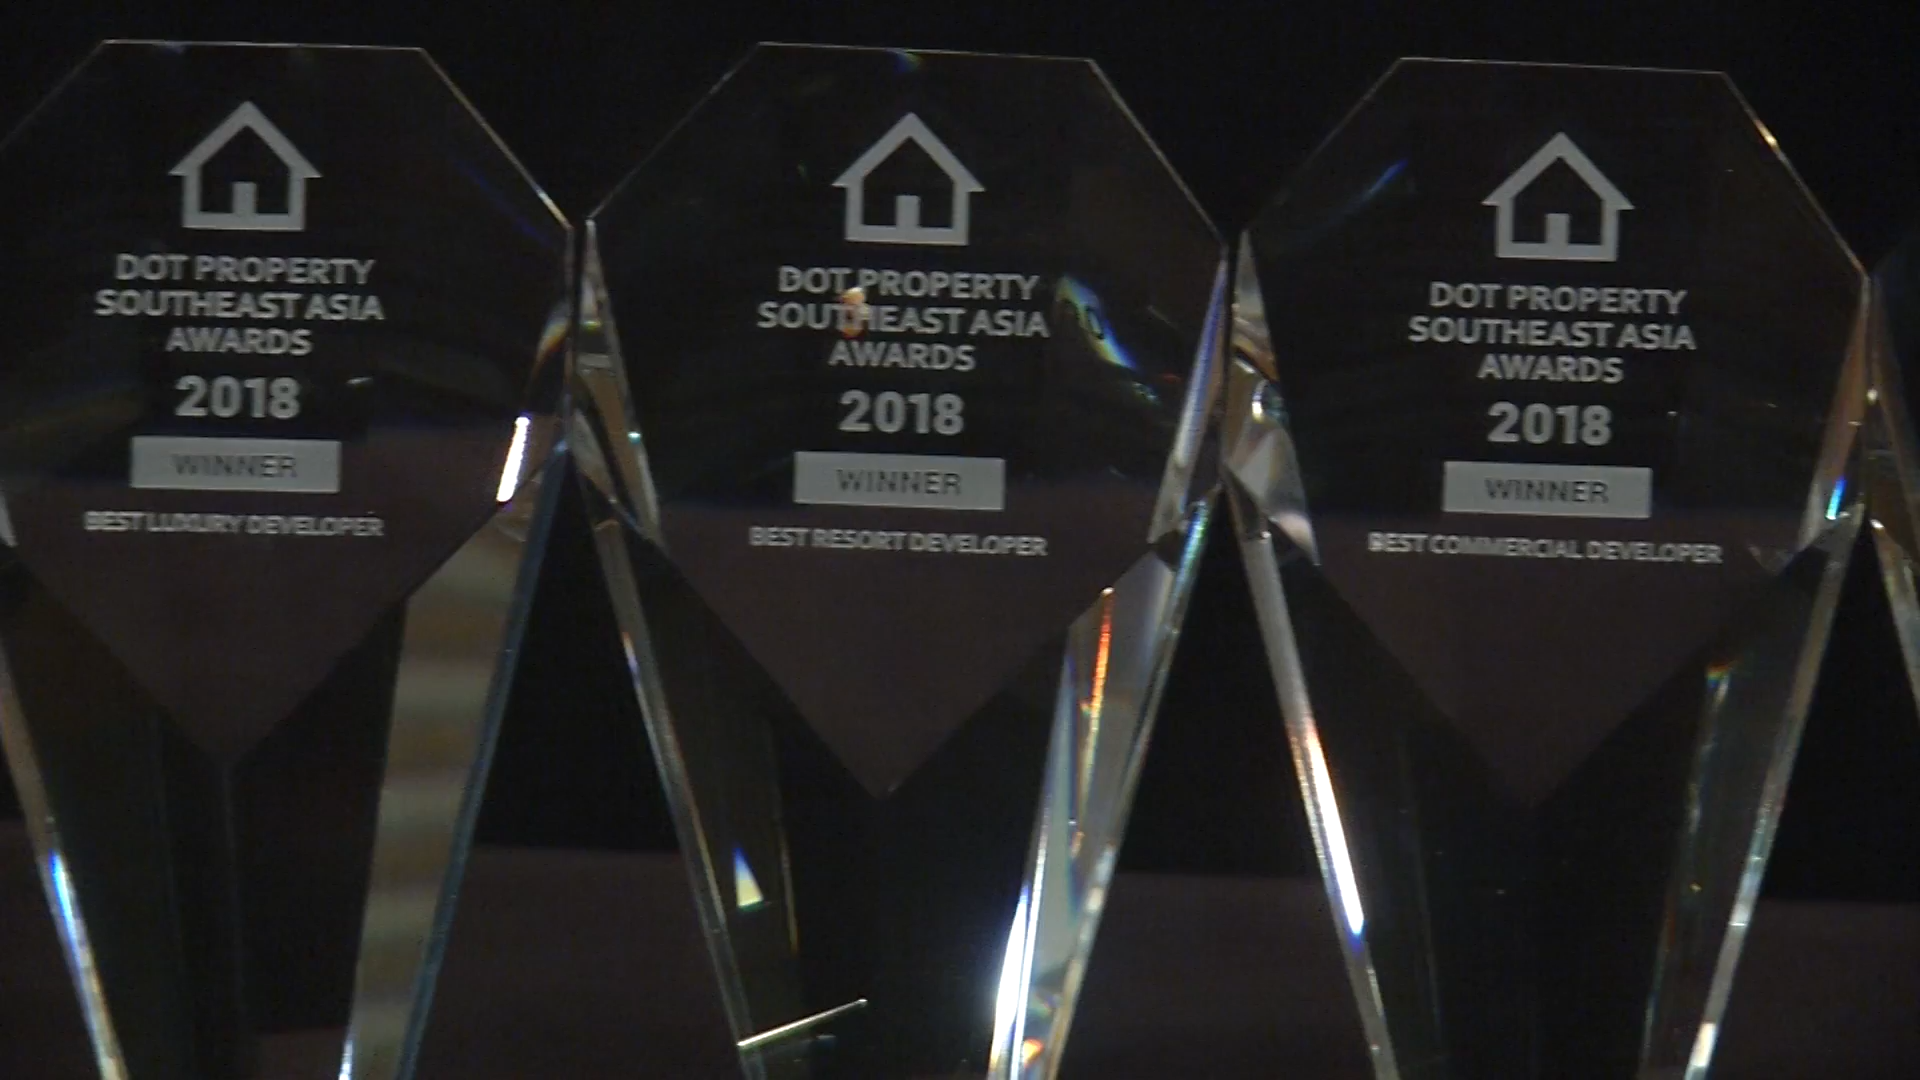 DOT PROPERTY
SOUTHEAST ASIA
AWARDS
2018
WINNER
BEST LUXURY DEVELOPER
DOT PROPERTY
SOUTHEAST ASIA
AWARDS
2018
WINNER
BEST RESORT DEVELOPER
DOT PROPERTY
SOUTHEAST ASIA
AWARDS
2018
WINNER
BEST COMMERCIAL DEVELOPER